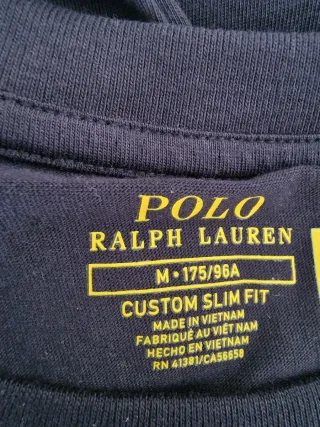 POLO
RALPH LAUREN
M • 175/96A
CUSTOM SLIM FIT
MADE IN VIETNAM
FABRIQUÉ AU VIÊT NAM
HECHO EN VIETNAM
RN 41381/CA56658